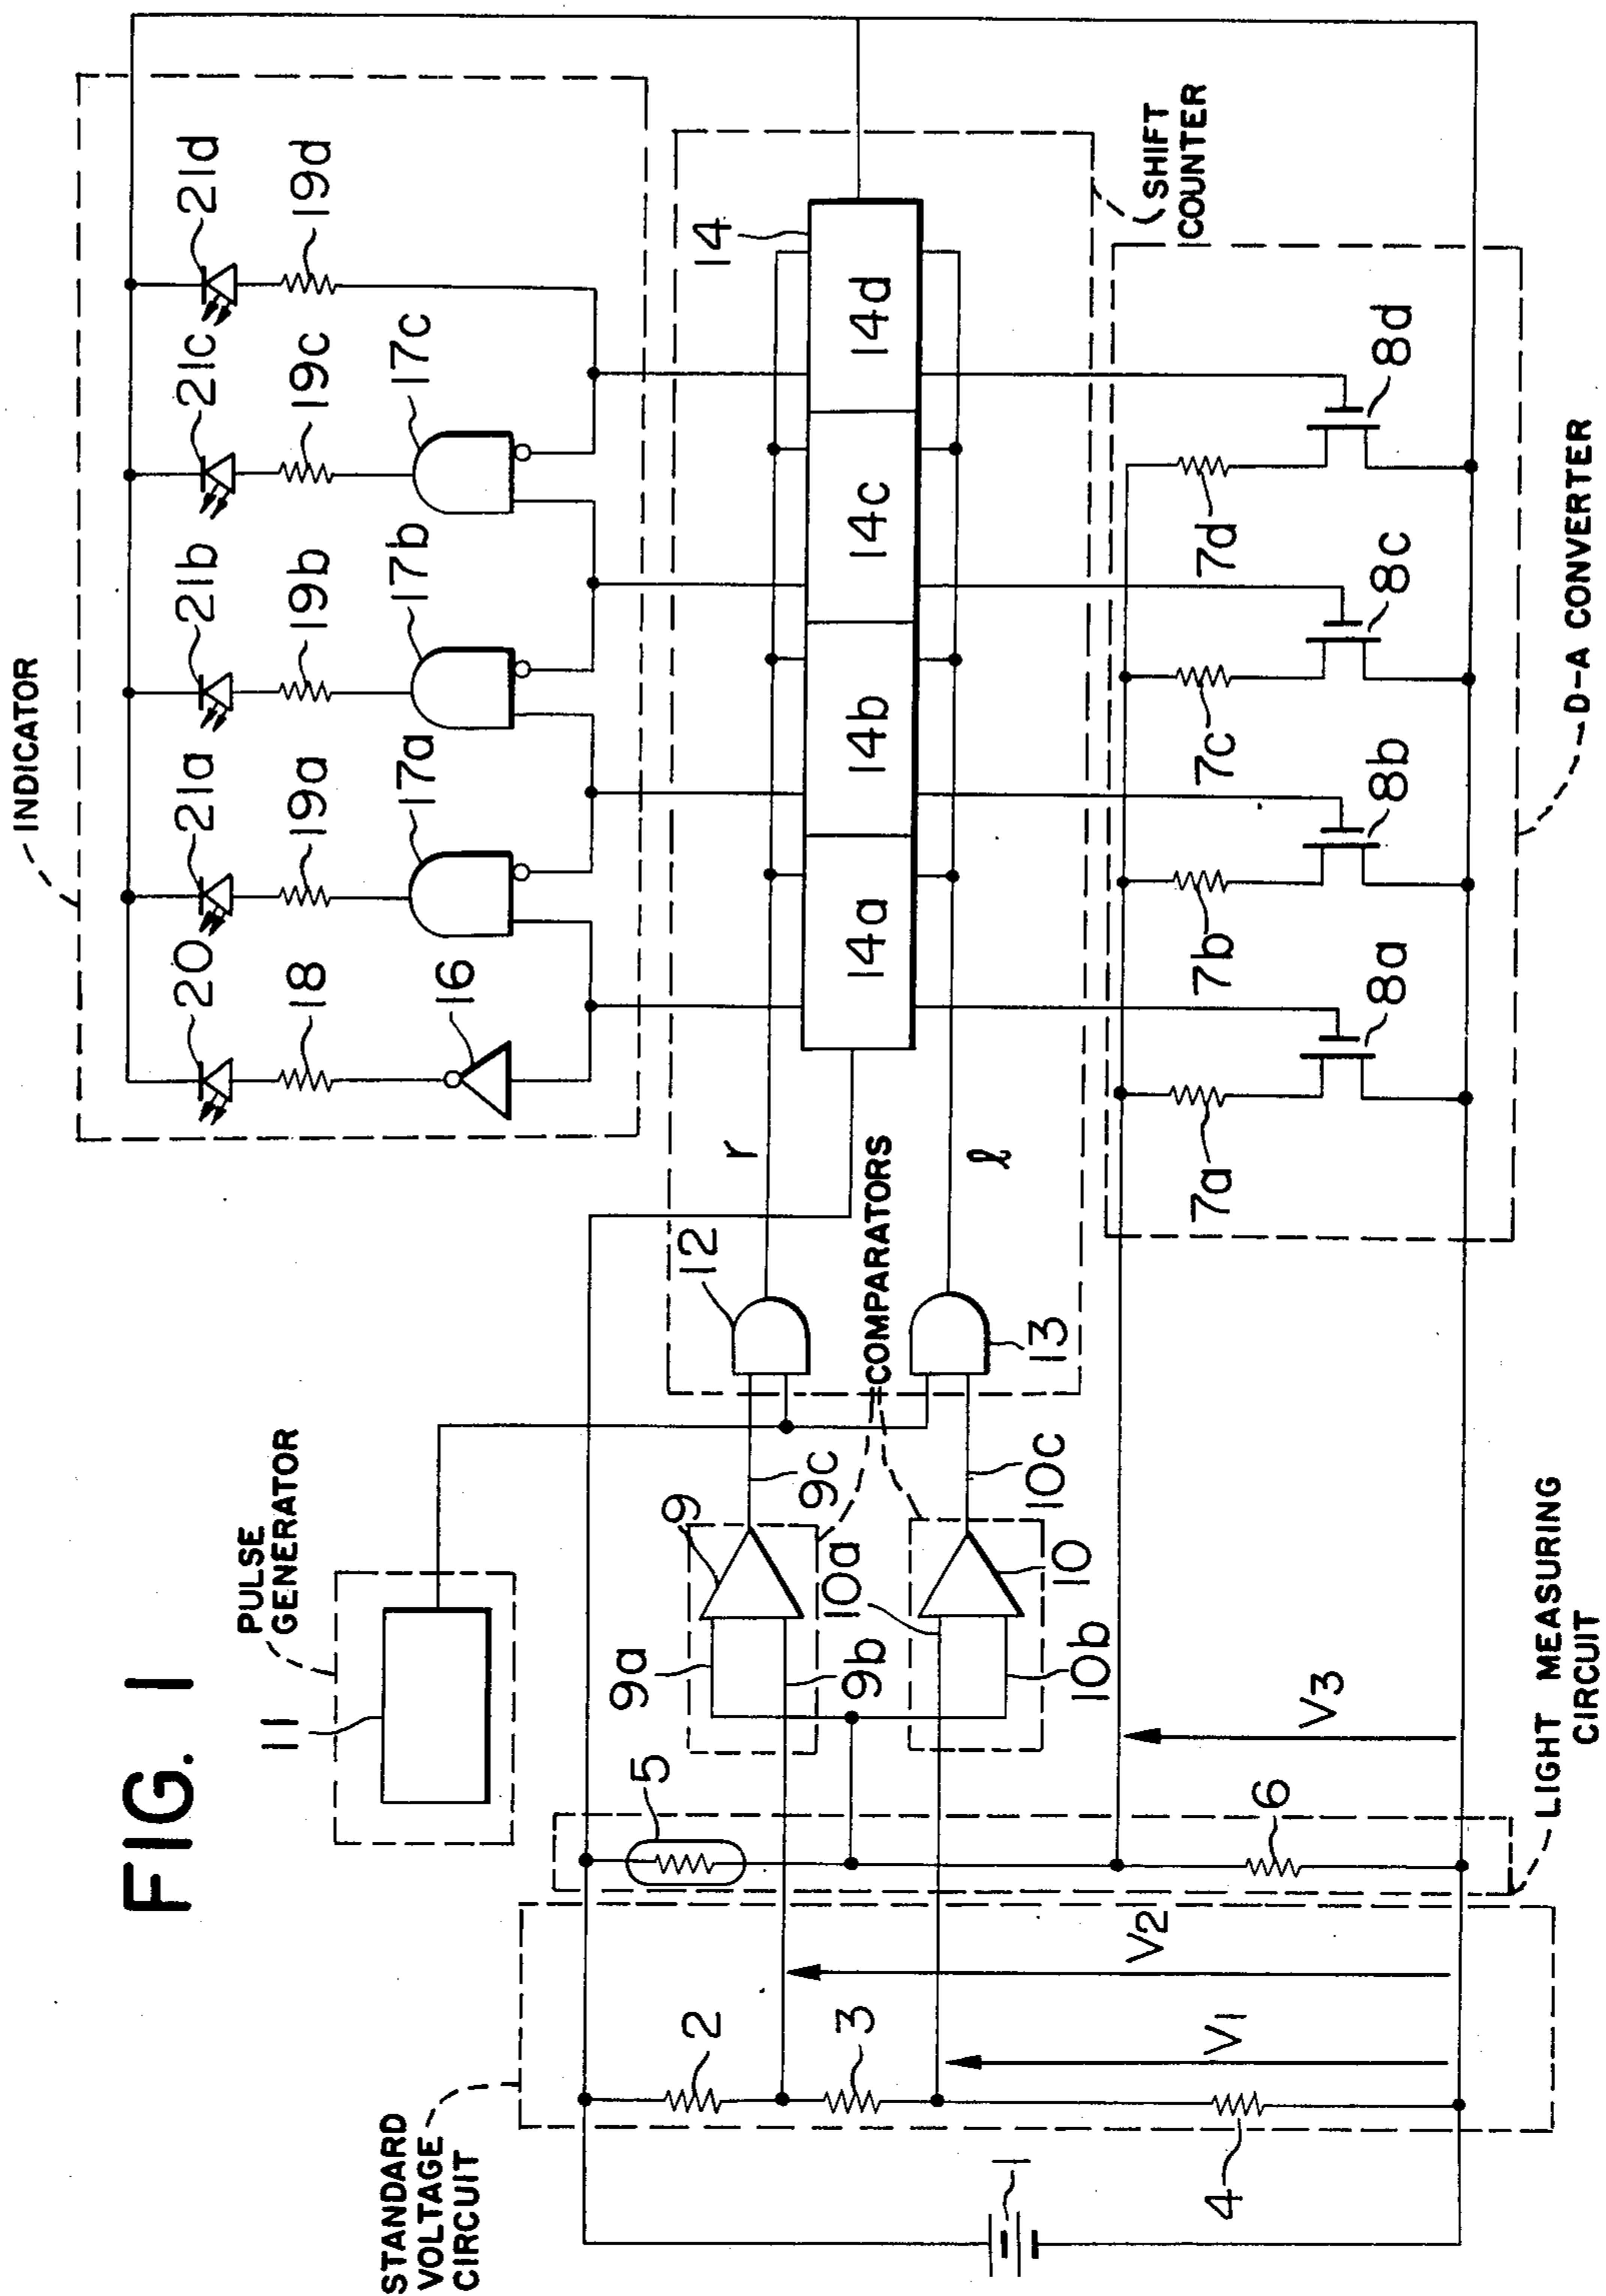 FIG. 1
INDICATOR
20
21a
21b
21c
21d
18
19a
19b
19c
19d
16
17a
17b
17c
PULSE
GENERATOR
11
STANDARD
VOLTAGE
CIRCUIT
1
2
3
4
V1
V2
5
6
V3
LIGHT MEASURING
CIRCUIT
9
9a
9b
9c
10
10a
10b
10c
COMPARATORS
12
13
r
ℓ
14
14a
14b
14c
14d
SHIFT
COUNTER
7a
7b
7c
7d
8a
8b
8c
8d
D-A CONVERTER